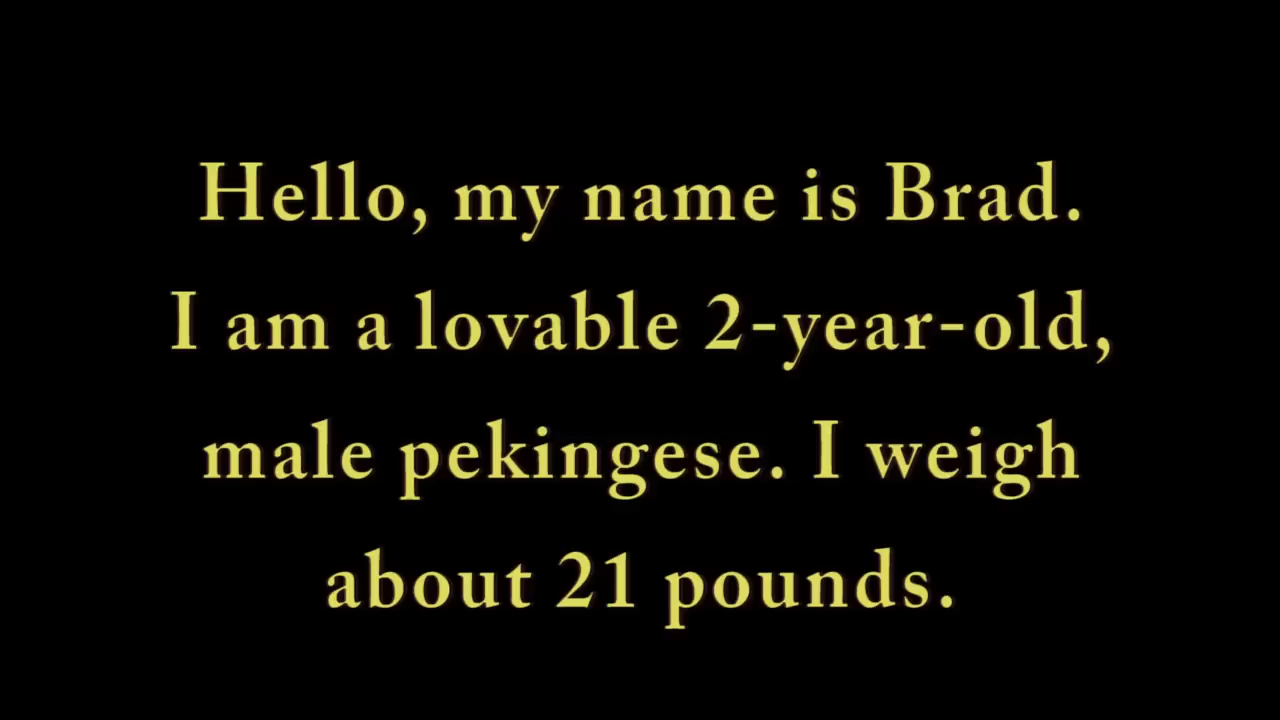 Hello, my name is Brad.
I am a lovable 2-year-old,
male pekingese. I weigh
about 21 pounds.